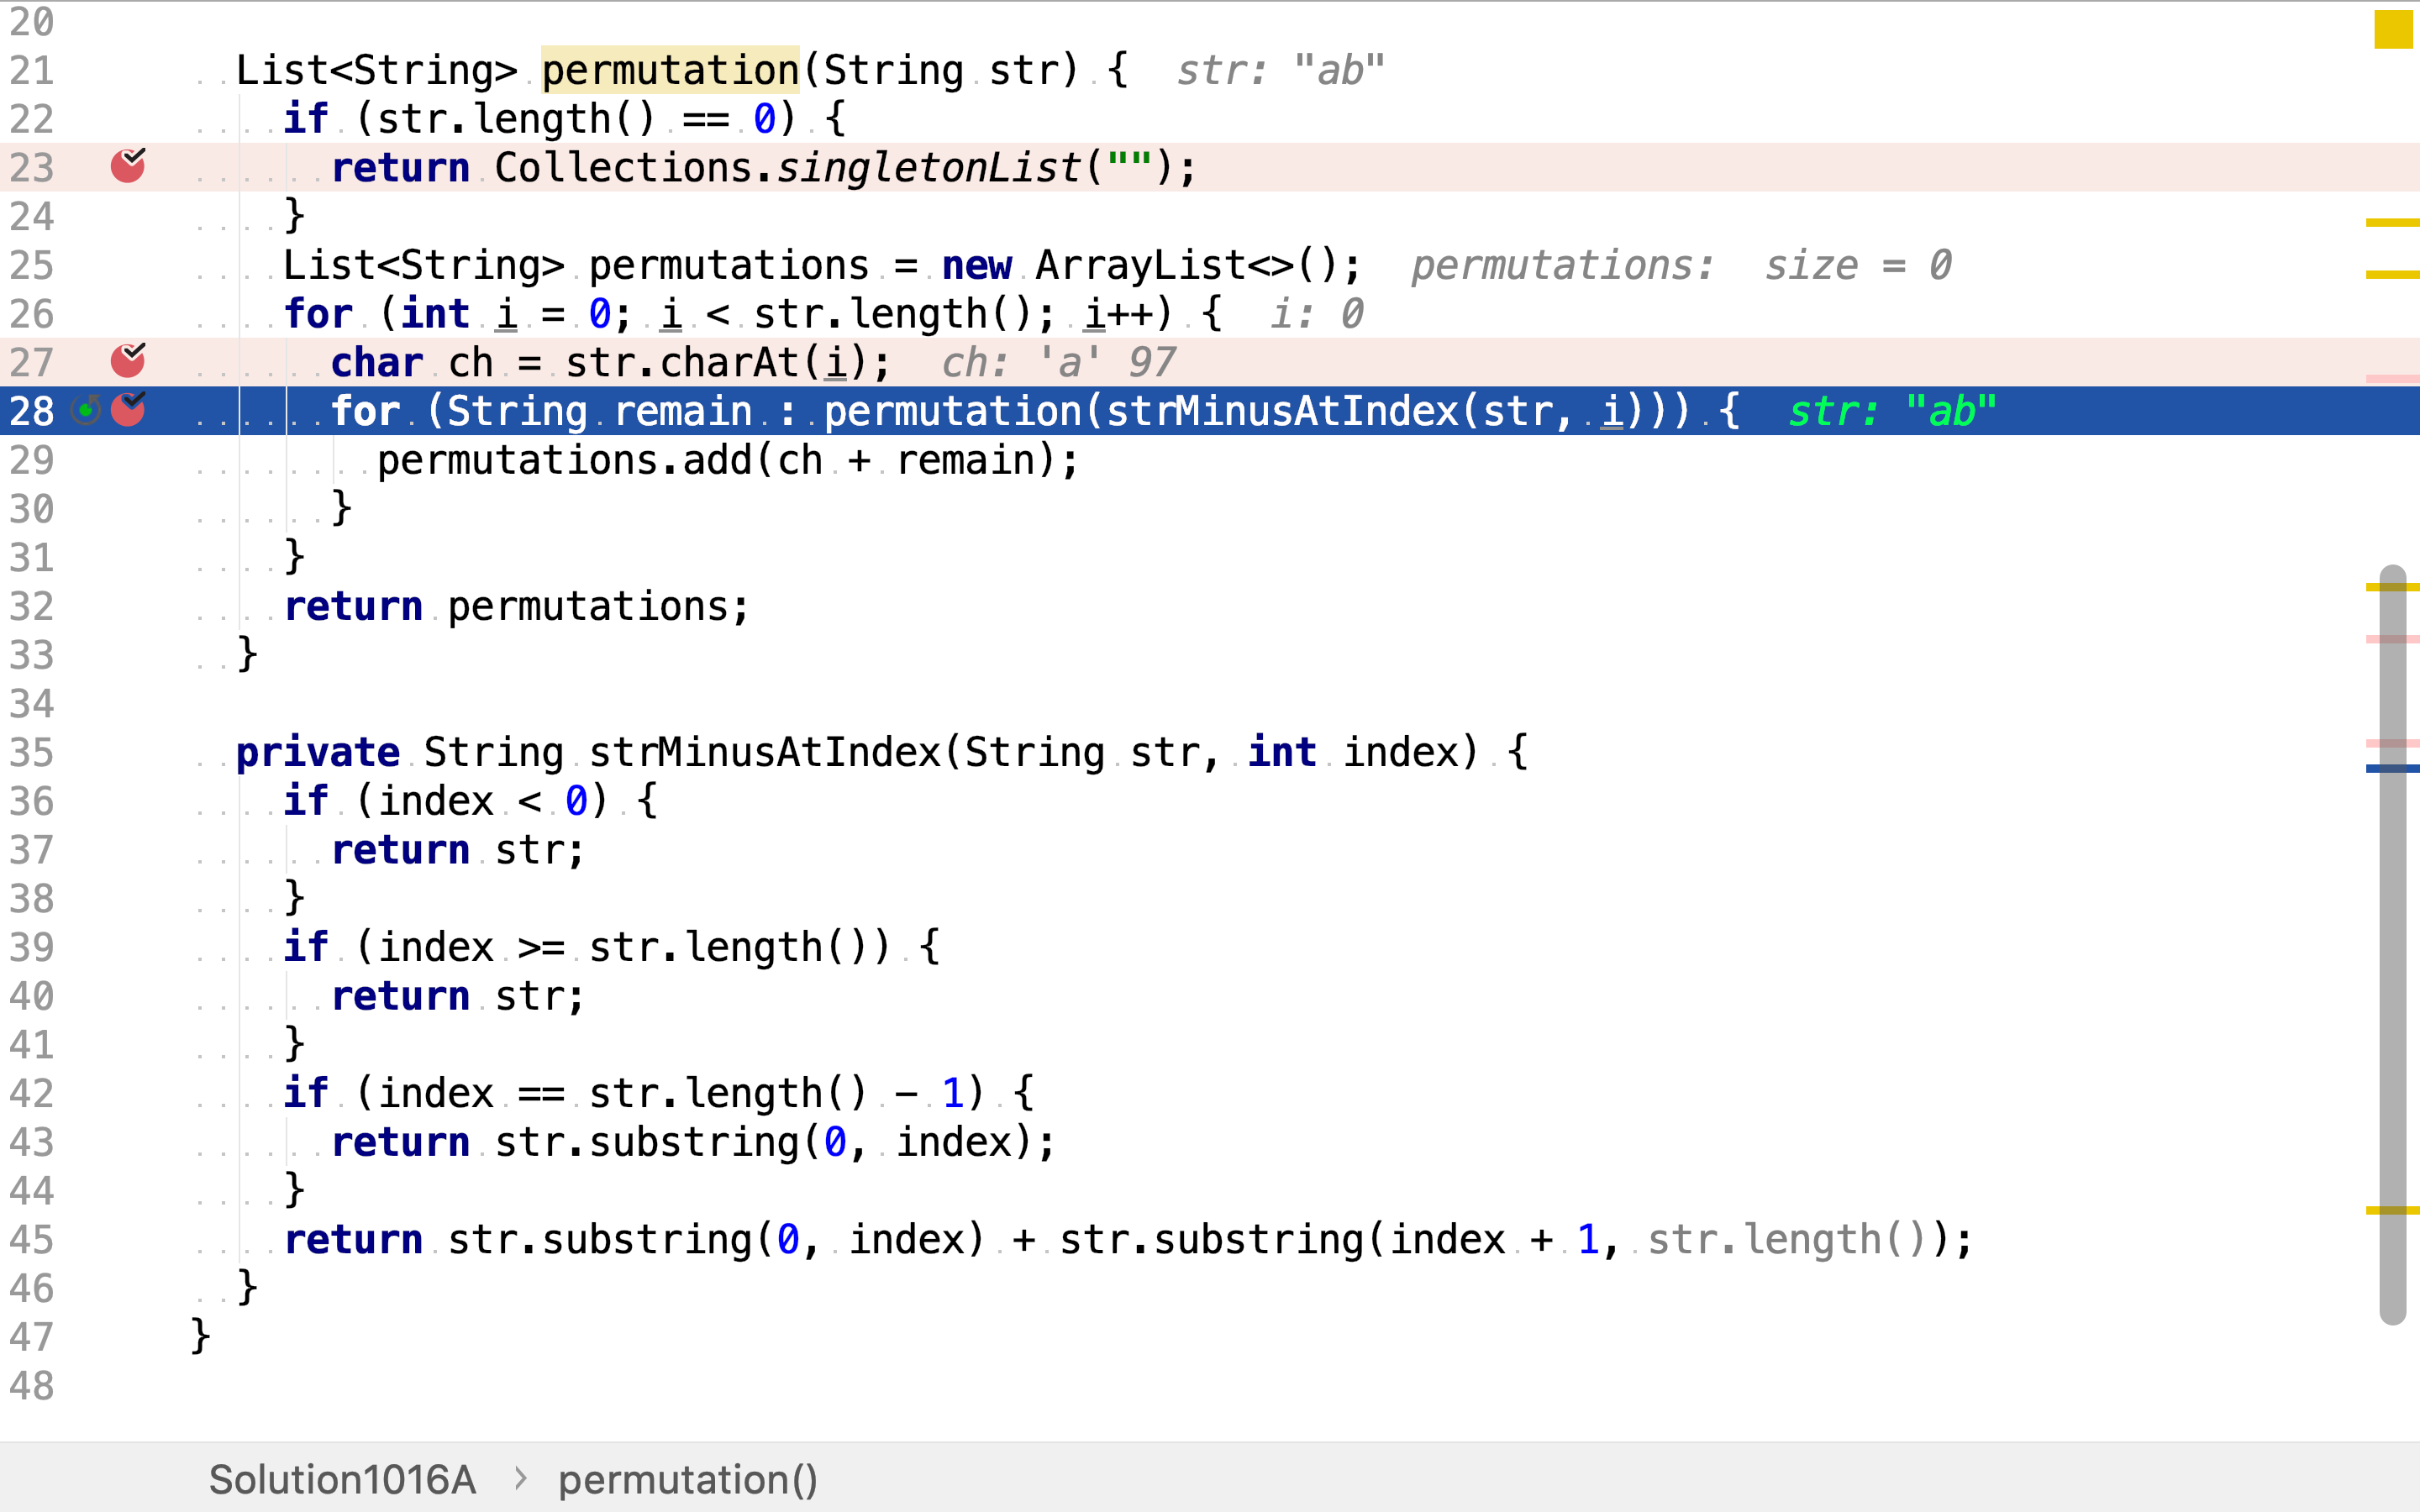 20
21 List<String> permutation(String str) { str: "ab"
22 if (str.length() == 0) {
23 return Collections.singletonList("");
24 }
25 List<String> permutations = new ArrayList<>(); permutations: size = 0
26 for (int i = 0; i < str.length(); i++) { i: 0
27 char ch = str.charAt(i); ch: 'a' 97
28 for (String remain : permutation(strMinusAtIndex(str, i))) { str: "ab"
29 permutations.add(ch + remain);
30 }
31 }
32 return permutations;
33 }
34
35 private String strMinusAtIndex(String str, int index) {
36 if (index < 0) {
37 return str;
38 }
39 if (index >= str.length()) {
40 return str;
41 }
42 if (index == str.length() - 1) {
43 return str.substring(0, index);
44 }
45 return str.substring(0, index) + str.substring(index + 1, str.length());
46 }
47 }
48
Solution1016A > permutation()